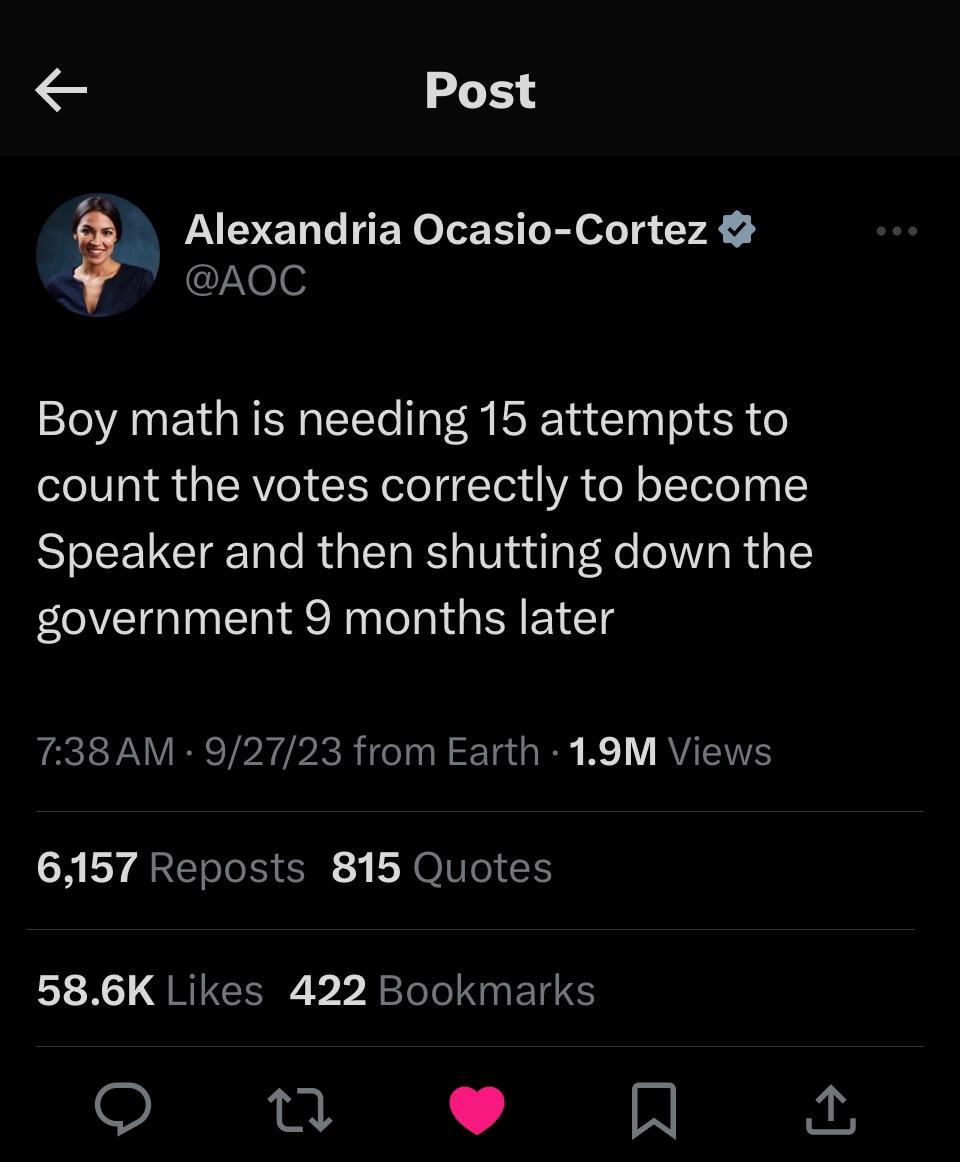 Post
Alexandria Ocasio-Cortez
@AOC
Boy math is needing 15 attempts to
count the votes correctly to become
Speaker and then shutting down the
government 9 months later
7:38 AM · 9/27/23 from Earth · 1.9M Views
6,157 Reposts 815 Quotes
58.6K Likes 422 Bookmarks